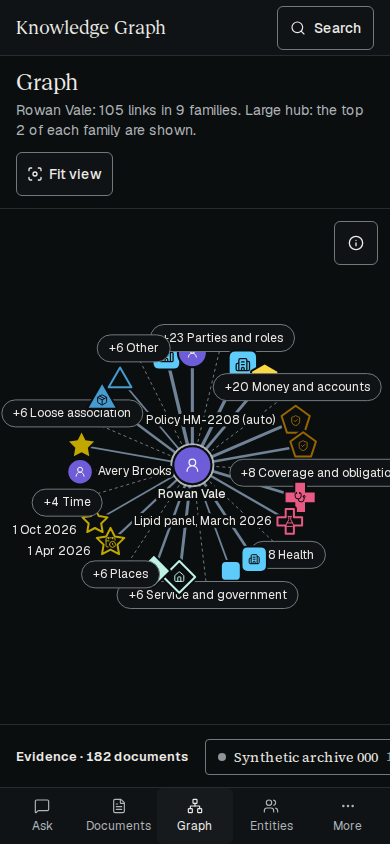 Knowledge Graph
Search
Graph
Rowan Vale: 105 links in 9 families. Large hub: the top
2 of each family are shown.
Fit view
+23 Parties and roles
+6 Other
+20 Money and accounts
+6 Loose association
Policy HM-2208 (auto)
Avery Brooks
+8 Coverage and obligatio
Rowan Vale
+4 Time
Lipid panel, March 2026
1 Oct 2026
1 Apr 2026
8 Health
+6 Places
+6 Service and government
Evidence · 182 documents
Synthetic archive 000
Ask
Documents
Graph
Entities
More